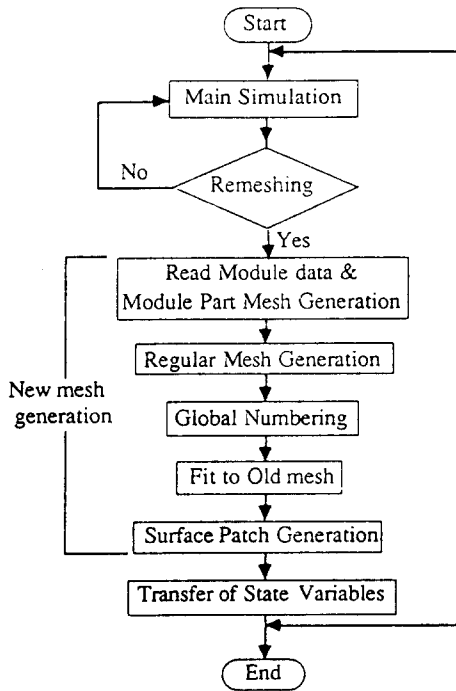 Start
Main Simulation
No
Remeshing
Yes
Read Module data &
Module Part Mesh Generation
Regular Mesh Generation
New mesh
generation
Global Numbering
Fit to Old mesh
Surface Patch Generation
Transfer of State Variables
End